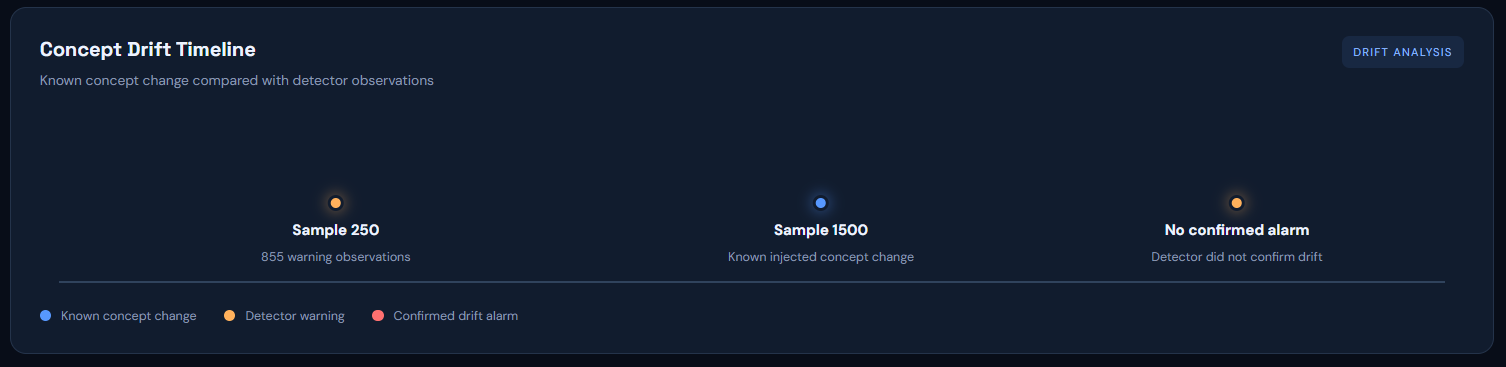 Concept Drift Timeline
DRIFT ANALYSIS
Known concept change compared with detector observations
Sample 250
855 warning observations
Sample 1500
Known injected concept change
No confirmed alarm
Detector did not confirm drift
Known concept change
Detector warning
Confirmed drift alarm